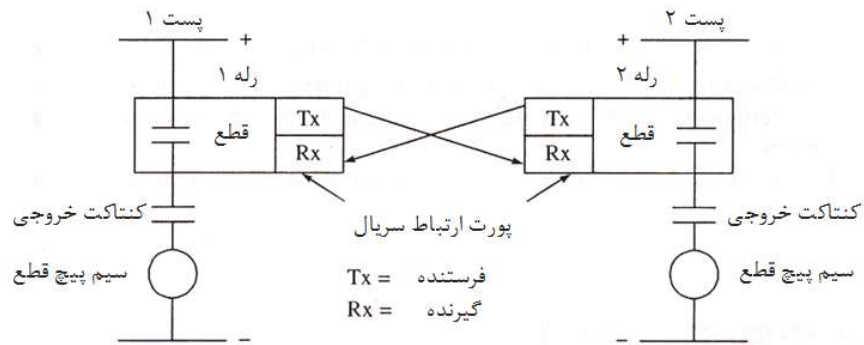 پست ۱
پست ۲
+
+
رله ۱
رله ۲
قطع
Tx
Rx
Tx
Rx
قطع
کنتاکت خروجی
کنتاکت خروجی
پورت ارتباط سریال
سیم پیچ قطع
سیم پیچ قطع
Tx = فرستنده
Rx = گیرنده
−
−